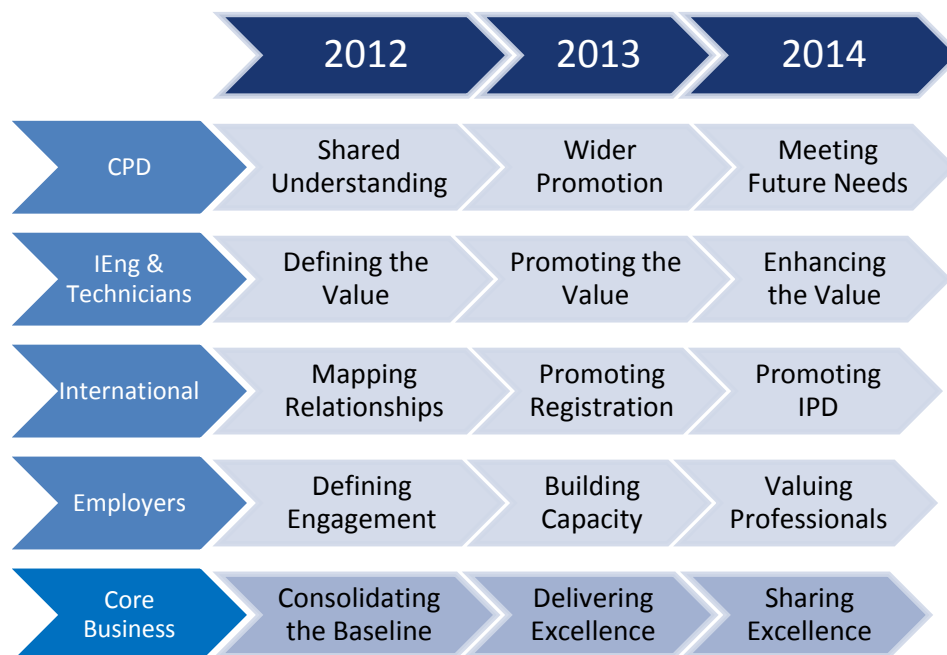 2012 2013 2014
CPD
Shared
Understanding
Wider
Promotion
Meeting
Future Needs
IEng &
Technicians
Defining the
Value
Promoting the
Value
Enhancing
the Value
International
Mapping
Relationships
Promoting
Registration
Promoting
IPD
Employers
Defining
Engagement
Building
Capacity
Valuing
Professionals
Core
Business
Consolidating
the Baseline
Delivering
Excellence
Sharing
Excellence